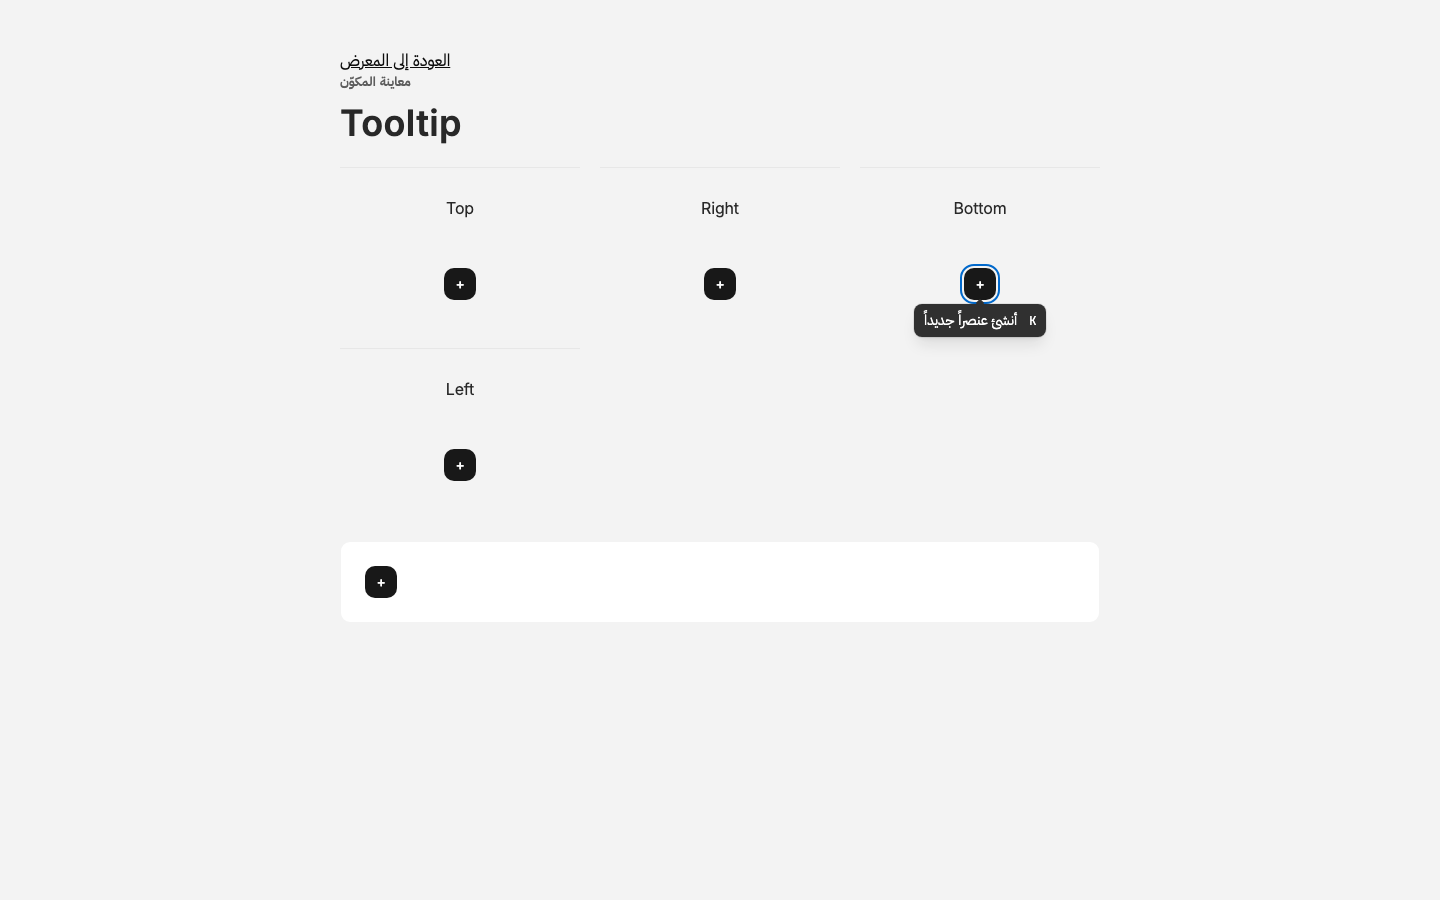 العودة إلى المعرض
معاينة المكوّن
Tooltip
Top
Right
Bottom
+
+
+
أنشئ عنصراً جديداً K
Left
+
+